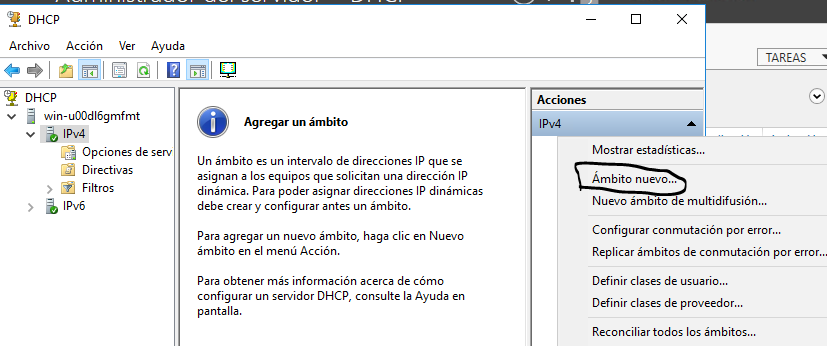 Administrador del servidor DHCP
DHCP
Archivo Acción Ver Ayuda
TAREAS
DHCP
win-u00dl6gmfmt
IPv4
Opciones de serv
Directivas
Filtros
IPv6
Agregar un ámbito
Un ámbito es un intervalo de direcciones IP que se
asignan a los equipos que solicitan una dirección IP
dinámica. Para poder asignar direcciones IP dinámicas
debe crear y configurar antes un ámbito.
Para agregar un nuevo ámbito, haga clic en Nuevo
ámbito en el menú Acción.
Para obtener más información acerca de cómo
configurar un servidor DHCP, consulte la Ayuda en
pantalla.
Acciones
IPv4
Mostrar estadísticas...
Ámbito nuevo...
Nuevo ámbito de multidifusión...
Configurar conmutación por error...
Replicar ámbitos de conmutación por error...
Definir clases de usuario...
Definir clases de proveedor...
Reconciliar todos los ámbitos...